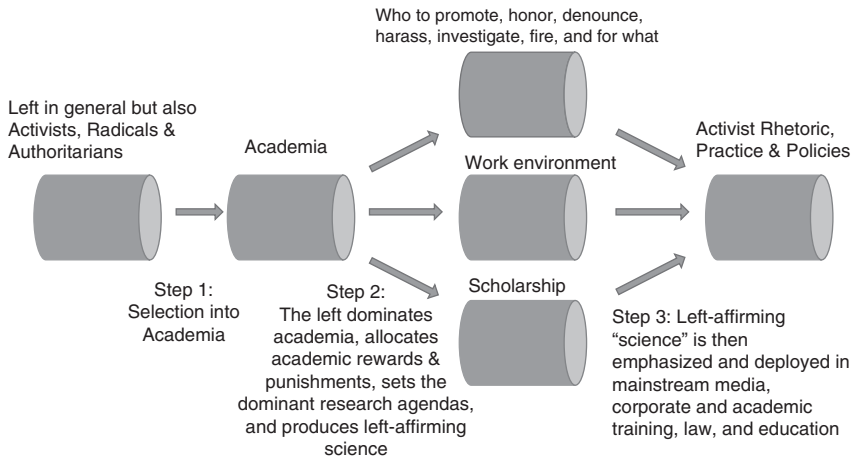 Who to promote, honor, denounce,
harass, investigate, fire, and for what
Left in general but also
Activists, Radicals &
Authoritarians
Academia
Activist Rhetoric,
Practice & Policies
Work environment
Step 1:
Selection into
Academia
Step 2:
The left dominates
academia, allocates
academic rewards &
punishments, sets the
dominant research agendas,
and produces left-affirming
science
Scholarship
Step 3: Left-affirming
“science” is then
emphasized and deployed in
mainstream media,
corporate and academic
training, law, and education